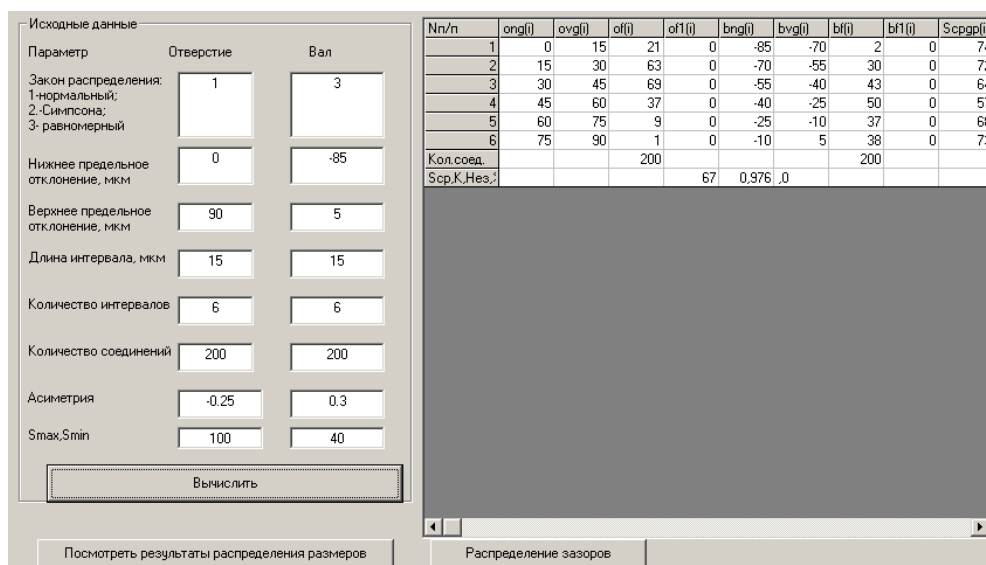 Исходные данные
Параметр Отверстие Вал
Закон распределения: 1 3
1-нормальный;
2.-Симпсона;
3- равномерный
Нижнее предельное отклонение, мкм 0 -85
Верхнее предельное отклонение, мкм 90 5
Длина интервала, мкм 15 15
Количество интервалов 6 6
Количество соединений 200 200
Асиметрия -0.25 0.3
Smax,Smin 100 40
Вычислить
Посмотреть результаты распределения размеров
Nп/п ong(i) ovg(i) of(i) of1(i) bng(i) bvg(i) bf(i) bf1(i)
1 0 15 21 0 -85 -70 2 0
2 15 30 63 0 -70 -55 30 0
3 30 45 69 0 -55 -40 43 0
4 45 60 37 0 -40 -25 50 0
5 60 75 9 0 -25 -10 37 0
6 75 90 1 0 -10 5 38 0
Кол.соед. 200 200
Scp,K,Нез, 67 0,976 ,0
Распределение зазоров